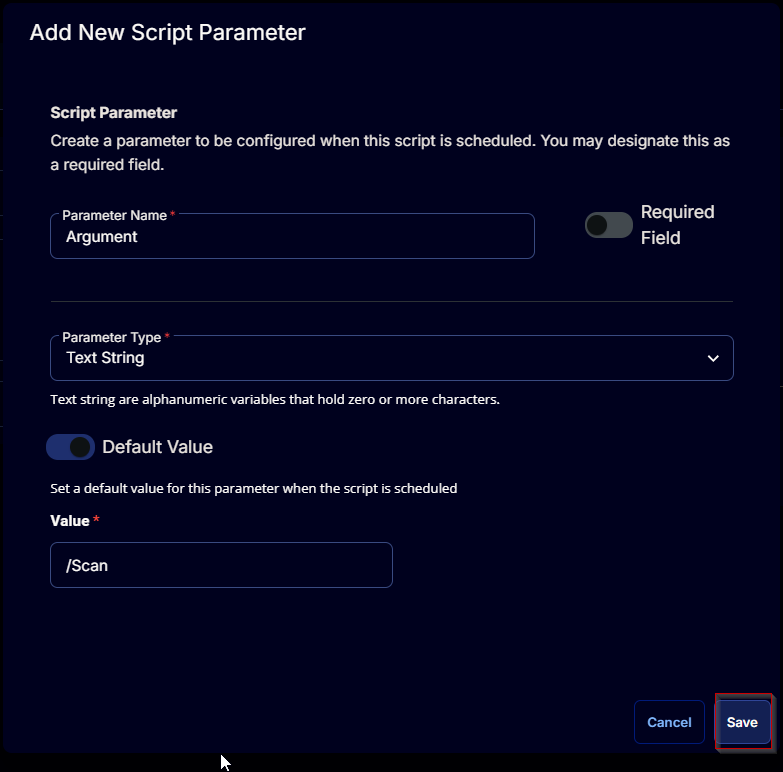 Add New Script Parameter
Script Parameter
Create a parameter to be configured when this script is scheduled. You may designate this as
a required field.
Parameter Name *
Argument
Required
Field
Parameter Type *
Text String
Text string are alphanumeric variables that hold zero or more characters.
Default Value
Set a default value for this parameter when the script is scheduled
Value *
/Scan
Cancel
Save